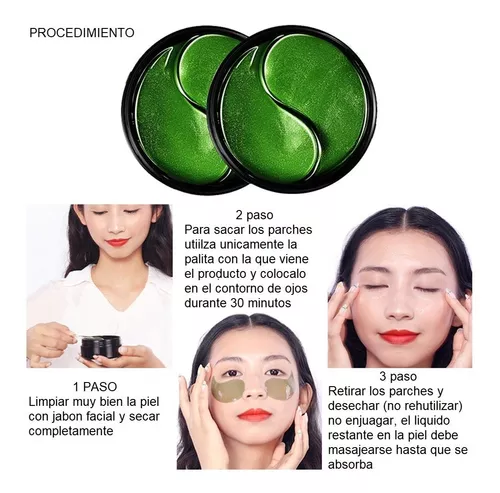 PROCEDIMIENTO
1 PASO
Limpiar muy bien la piel
con jabon facial y secar
completamente
2 paso
Para sacar los parches
utiilza unicamente la
palita con la que viene
el producto y colocalo
en el contorno de ojos
durante 30 minutos
3 paso
Retirar los parches y
desechar (no rehutilizar)
no enjuagar, el liquido
restante en la piel debe
masajearse hasta que se
absorba